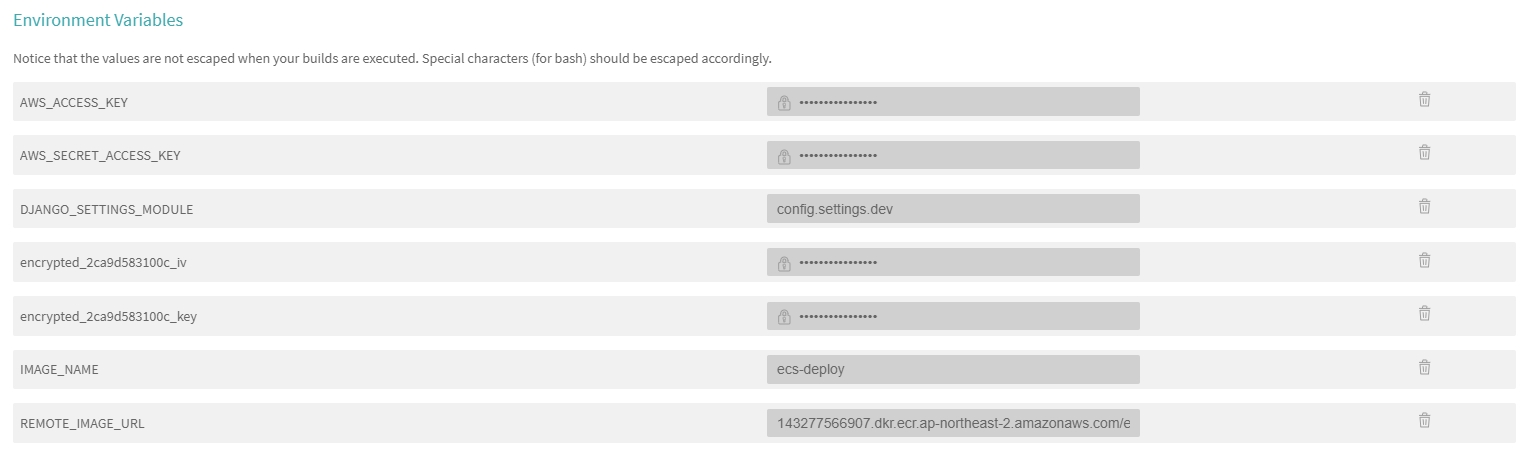 Environment Variables
Notice that the values are not escaped when your builds are executed. Special characters (for bash) should be escaped accordingly.
AWS_ACCESS_KEY ••••••••••••••••
AWS_SECRET_ACCESS_KEY ••••••••••••••••
DJANGO_SETTINGS_MODULE config.settings.dev
encrypted_2ca9d583100c_iv ••••••••••••••••
encrypted_2ca9d583100c_key ••••••••••••••••
IMAGE_NAME ecs-deploy
REMOTE_IMAGE_URL 143277566907.dkr.ecr.ap-northeast-2.amazonaws.com/e